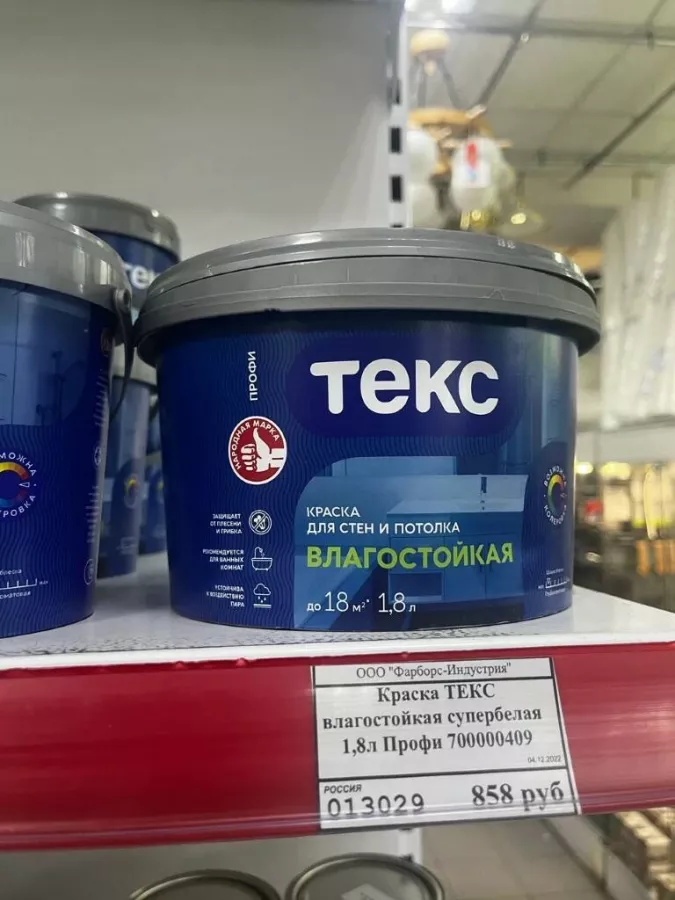 ПРОФИ
ТЕКС
НАРОДНАЯ МАРКА
КРАСКА
ДЛЯ СТЕН И ПОТОЛКА
ВЛАГОСТОЙКАЯ
до 18 м²* 1,8 л
ЗАЩИЩАЕТ
ОТ ПЛЕСЕНИ
И ГРИБКА
РЕКОМЕНДУЕТСЯ
ДЛЯ ВАННЫХ
КОМНАТ
УСТОЙЧИВА
К ВОЗДЕЙСТВИЮ
ПАРА
ООО "Фарборс-Индустрия"
Краска ТЕКС
влагостойкая супербелая
1,8л Профи 700000409
04.12.2022
РОССИЯ
013029
858 руб